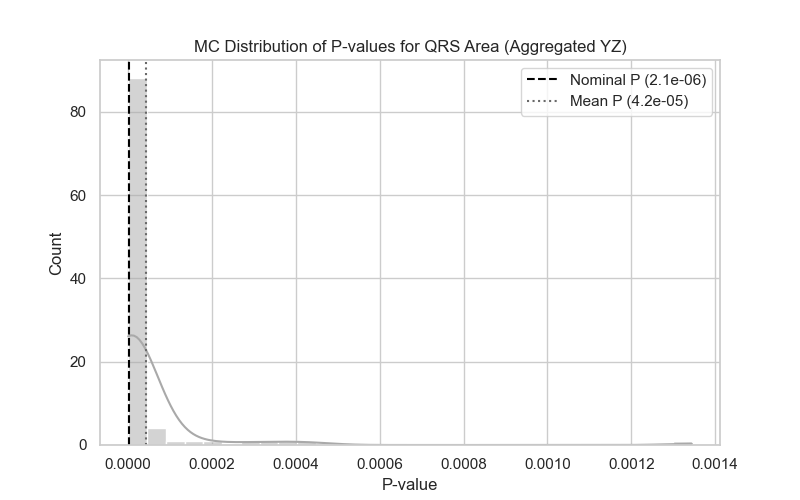 MC Distribution of P-values for QRS Area (Aggregated YZ)
Nominal P (2.1e-06)
Mean P (4.2e-05)
Count
80
60
40
20
0
0.0000 0.0002 0.0004 0.0006 0.0008 0.0010 0.0012 0.0014
P-value